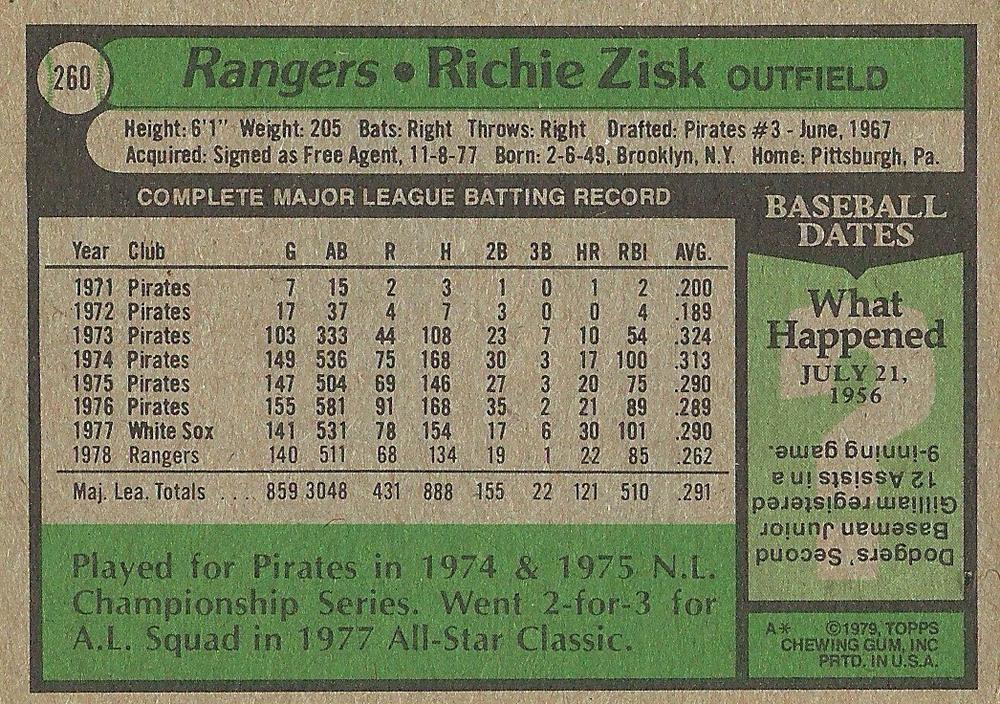 260
Rangers • Richie Zisk OUTFIELD
Height: 6'1" Weight: 205 Bats: Right Throws: Right Drafted: Pirates #3 - June, 1967
Acquired: Signed as Free Agent, 11-8-77 Born: 2-6-49, Brooklyn, N.Y. Home: Pittsburgh, Pa.
COMPLETE MAJOR LEAGUE BATTING RECORD
Year Club G AB R H 2B 3B HR RBI AVG.
1971 Pirates 7 15 2 3 1 0 1 2 .200
1972 Pirates 17 37 4 7 3 0 0 4 .189
1973 Pirates 103 333 44 108 23 7 10 54 .324
1974 Pirates 149 536 75 168 30 3 17 100 .313
1975 Pirates 147 504 69 146 27 3 20 75 .290
1976 Pirates 155 581 91 168 35 2 21 89 .289
1977 White Sox 141 531 78 154 17 6 30 101 .290
1978 Rangers 140 511 68 134 19 1 22 85 .262
Maj. Lea. Totals .... 859 3048 431 888 155 22 121 510 .291
Played for Pirates in 1974 & 1975 N.L.
Championship Series. Went 2-for-3 for
A.L. Squad in 1977 All-Star Classic.
BASEBALL
DATES
What
Happened
JULY 21,
1956
?
Dodgers' Second
Baseman Junior
Gilliam registered
12 Assists in a
9-inning game.
A* ©1979, TOPPS
CHEWING GUM, INC
PRTD. IN U.S.A.